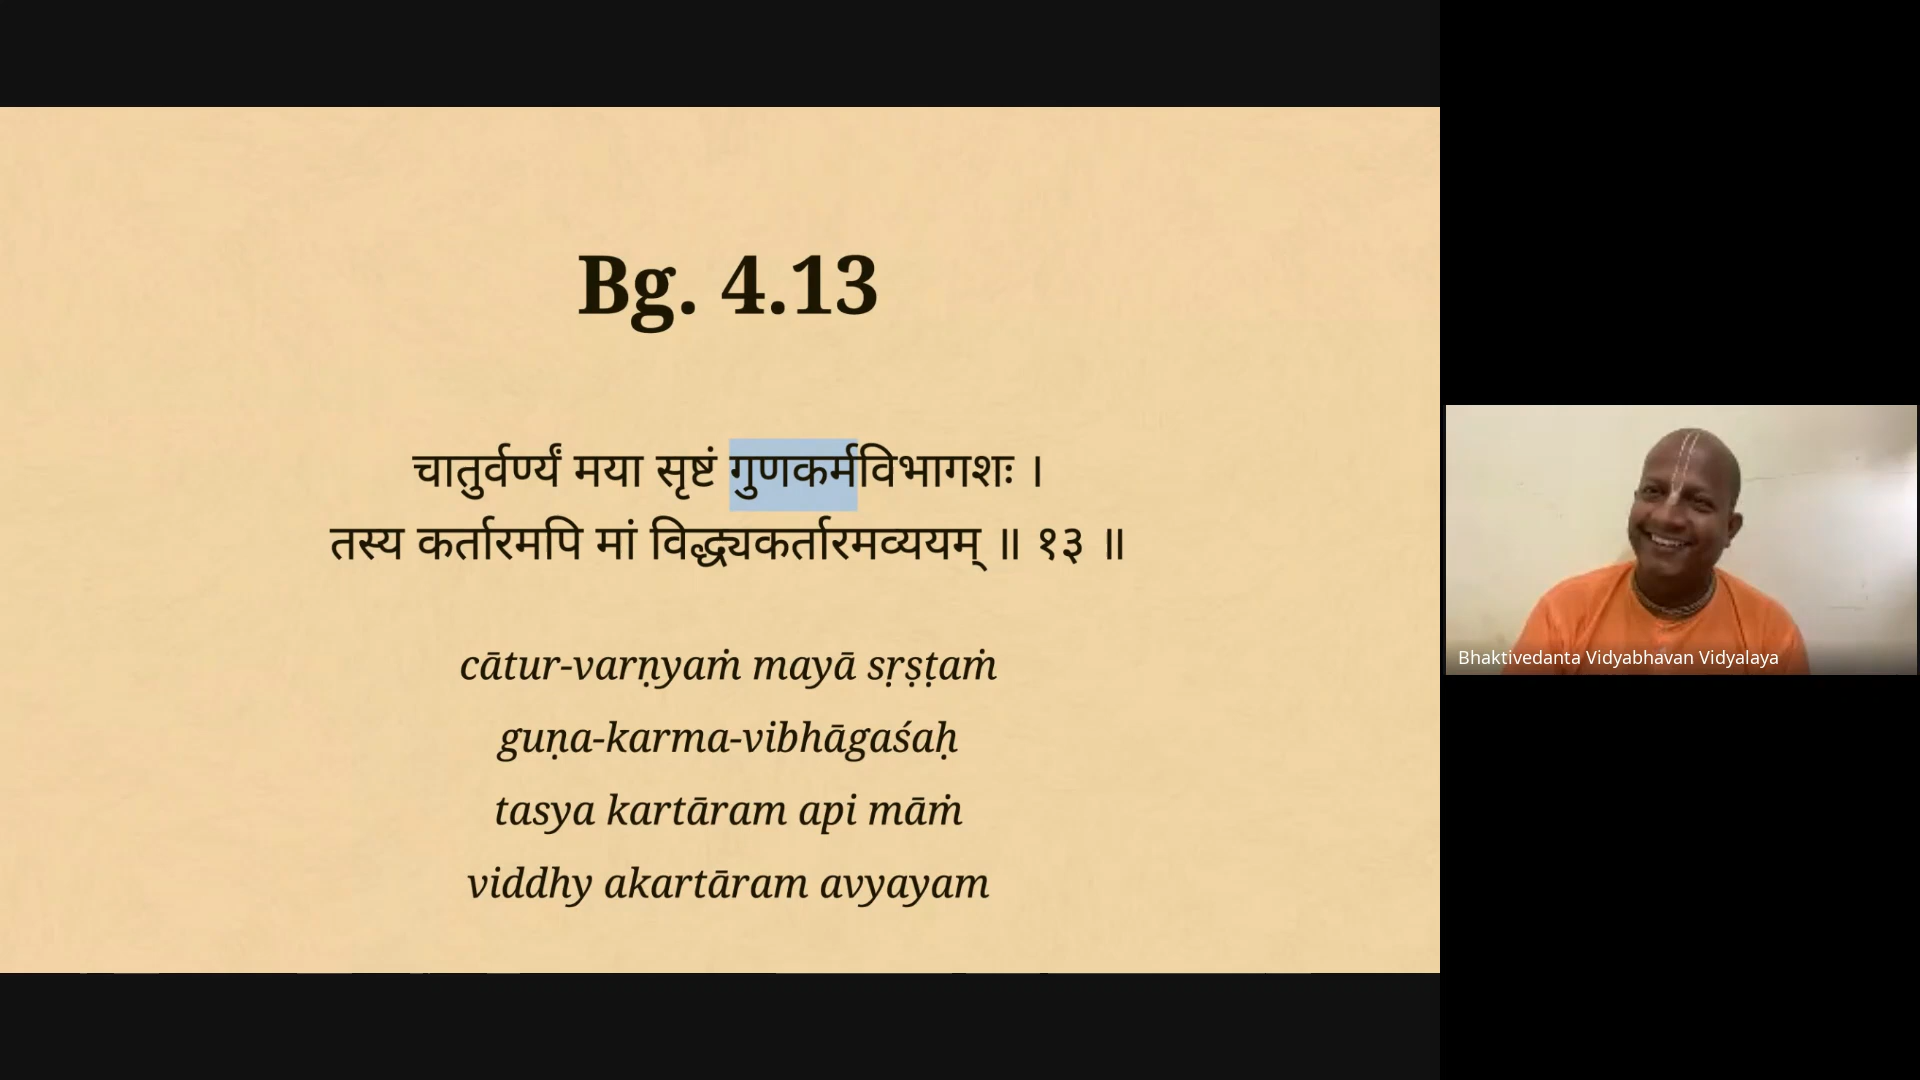 Bg. 4.13
चातुर्वर्ण्यं मया सृष्टं गुणकर्मविभागशः ।
तस्य कर्तारमपि मां विद्ध्यकर्तारमव्ययम् ॥ १३ ॥
cātur-varṇyaṁ mayā sṛṣṭaṁ
guṇa-karma-vibhāgaśaḥ
tasya kartāram api māṁ
viddhy akartāram avyayam
Bhaktivedanta Vidyabhavan Vidyalaya